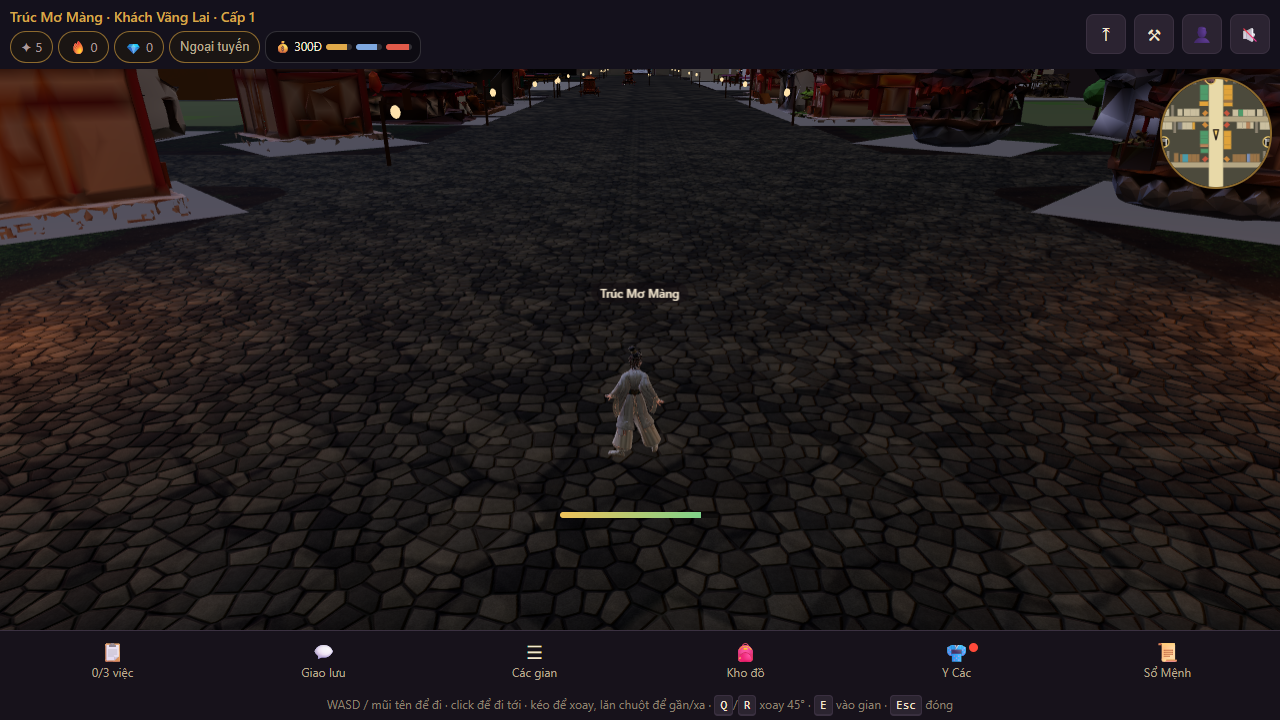 Trúc Mơ Màng · Khách Vãng Lai · Cấp 1
5
0
0
Ngoại tuyến
300Đ
Trúc Mơ Màng
0/3 việc
Giao lưu
Các gian
Kho đồ
Y Các
Sổ Mệnh
WASD / mũi tên để đi · click để đi tới · kéo để xoay, lăn chuột để gần/xa · Q / R xoay 45° · E vào gian · Esc đóng